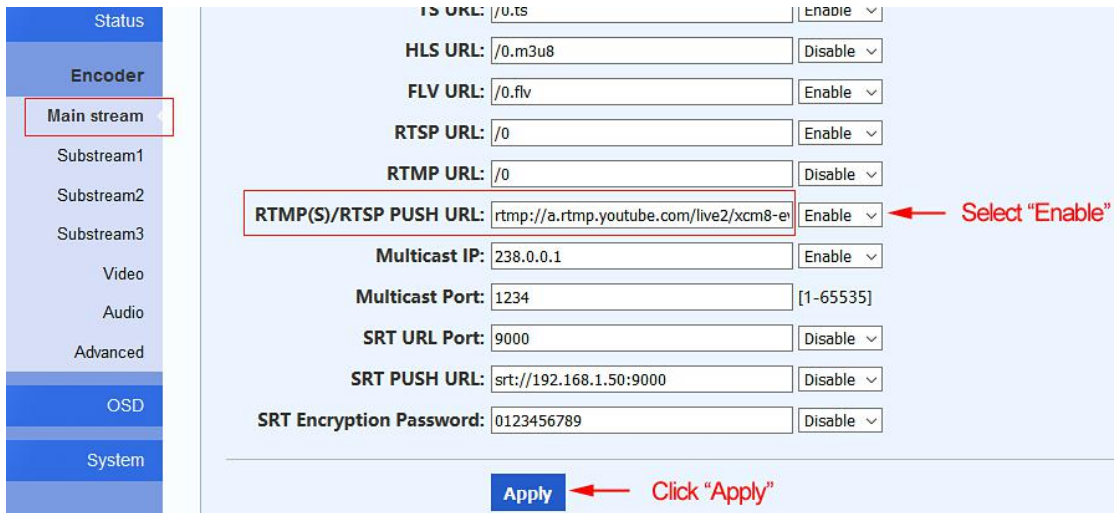 Status
Encoder
Main stream
Substream1
Substream2
Substream3
Video
Audio
Advanced
OSD
System
TS URL: /0.ts Enable
HLS URL: /0.m3u8 Disable
FLV URL: /0.flv Enable
RTSP URL: /0 Enable
RTMP URL: /0 Disable
RTMP(S)/RTSP PUSH URL: rtmp://a.rtmp.youtube.com/live2/xcm8-ev Enable Select “Enable”
Multicast IP: 238.0.0.1 Enable
Multicast Port: 1234 [1-65535]
SRT URL Port: 9000 Disable
SRT PUSH URL: srt://192.168.1.50:9000 Disable
SRT Encryption Password: 0123456789 Disable
Apply Click “Apply”